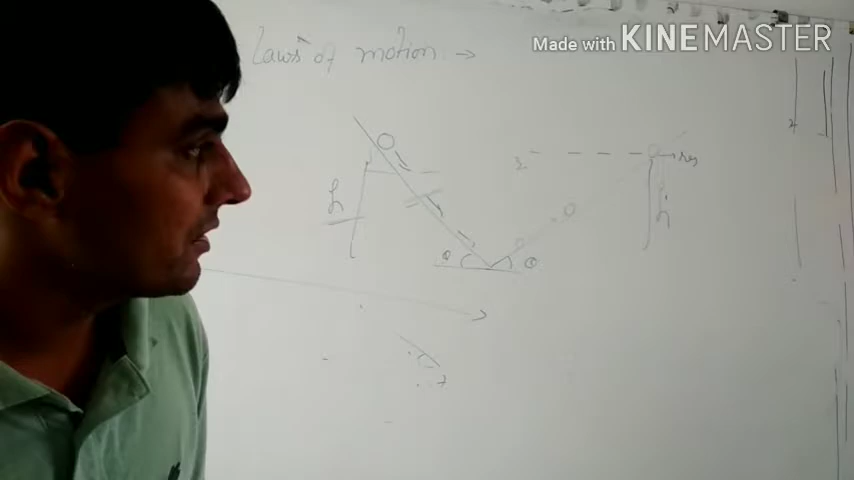 Made with KINEMASTER
Laws of motion →
h
h
θ
θ